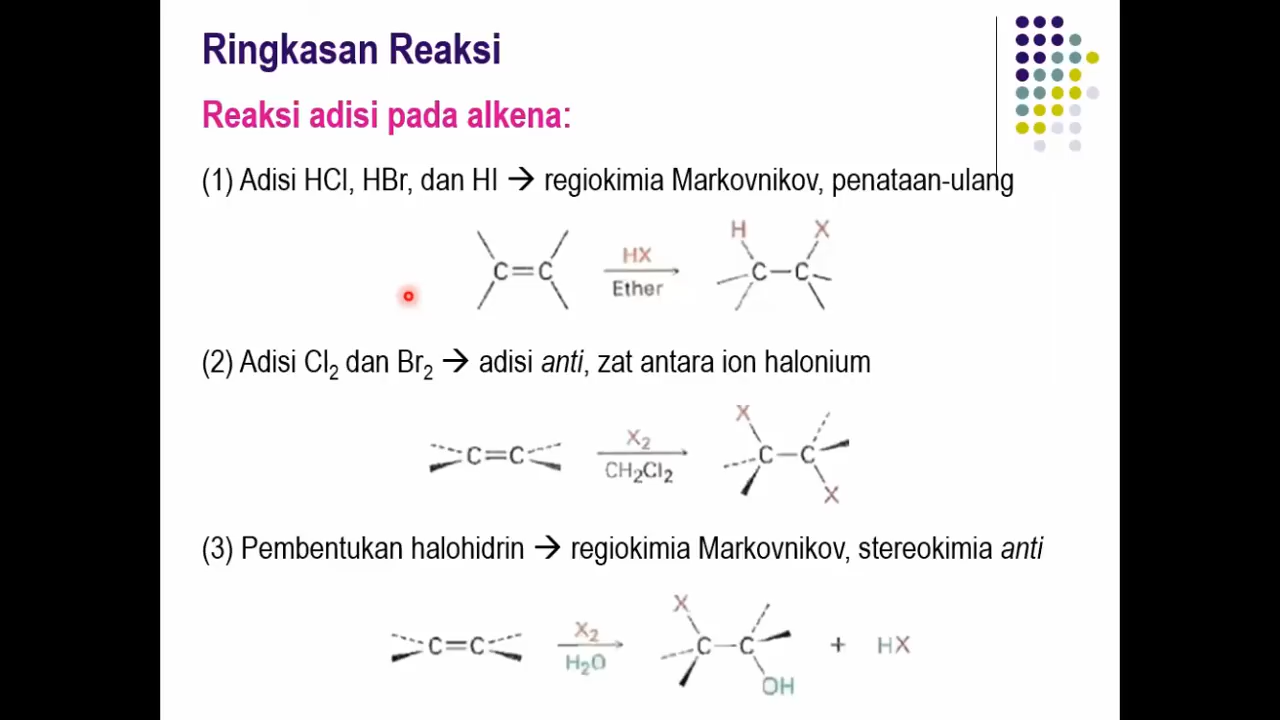 Ringkasan Reaksi
Reaksi adisi pada alkena:
(1) Adisi HCl, HBr, dan HI → regiokimia Markovnikov, penataan-ulang
H X
C=C HX C–C
Ether
(2) Adisi Cl₂ dan Br₂ → adisi anti, zat antara ion halonium
X
C=C X₂ C–C
CH₂Cl₂
X
(3) Pembentukan halohidrin → regiokimia Markovnikov, stereokimia anti
X
C=C X₂ C–C + HX
H₂O
OH